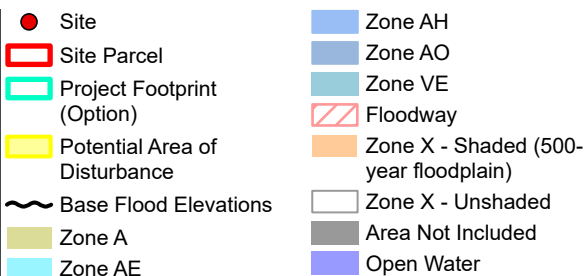 Site
Site Parcel
Project Footprint
(Option)
Potential Area of
Disturbance
Base Flood Elevations
Zone A
Zone AE
Zone AH
Zone AO
Zone VE
Floodway
Zone X - Shaded (500-
year floodplain)
Zone X - Unshaded
Area Not Included
Open Water